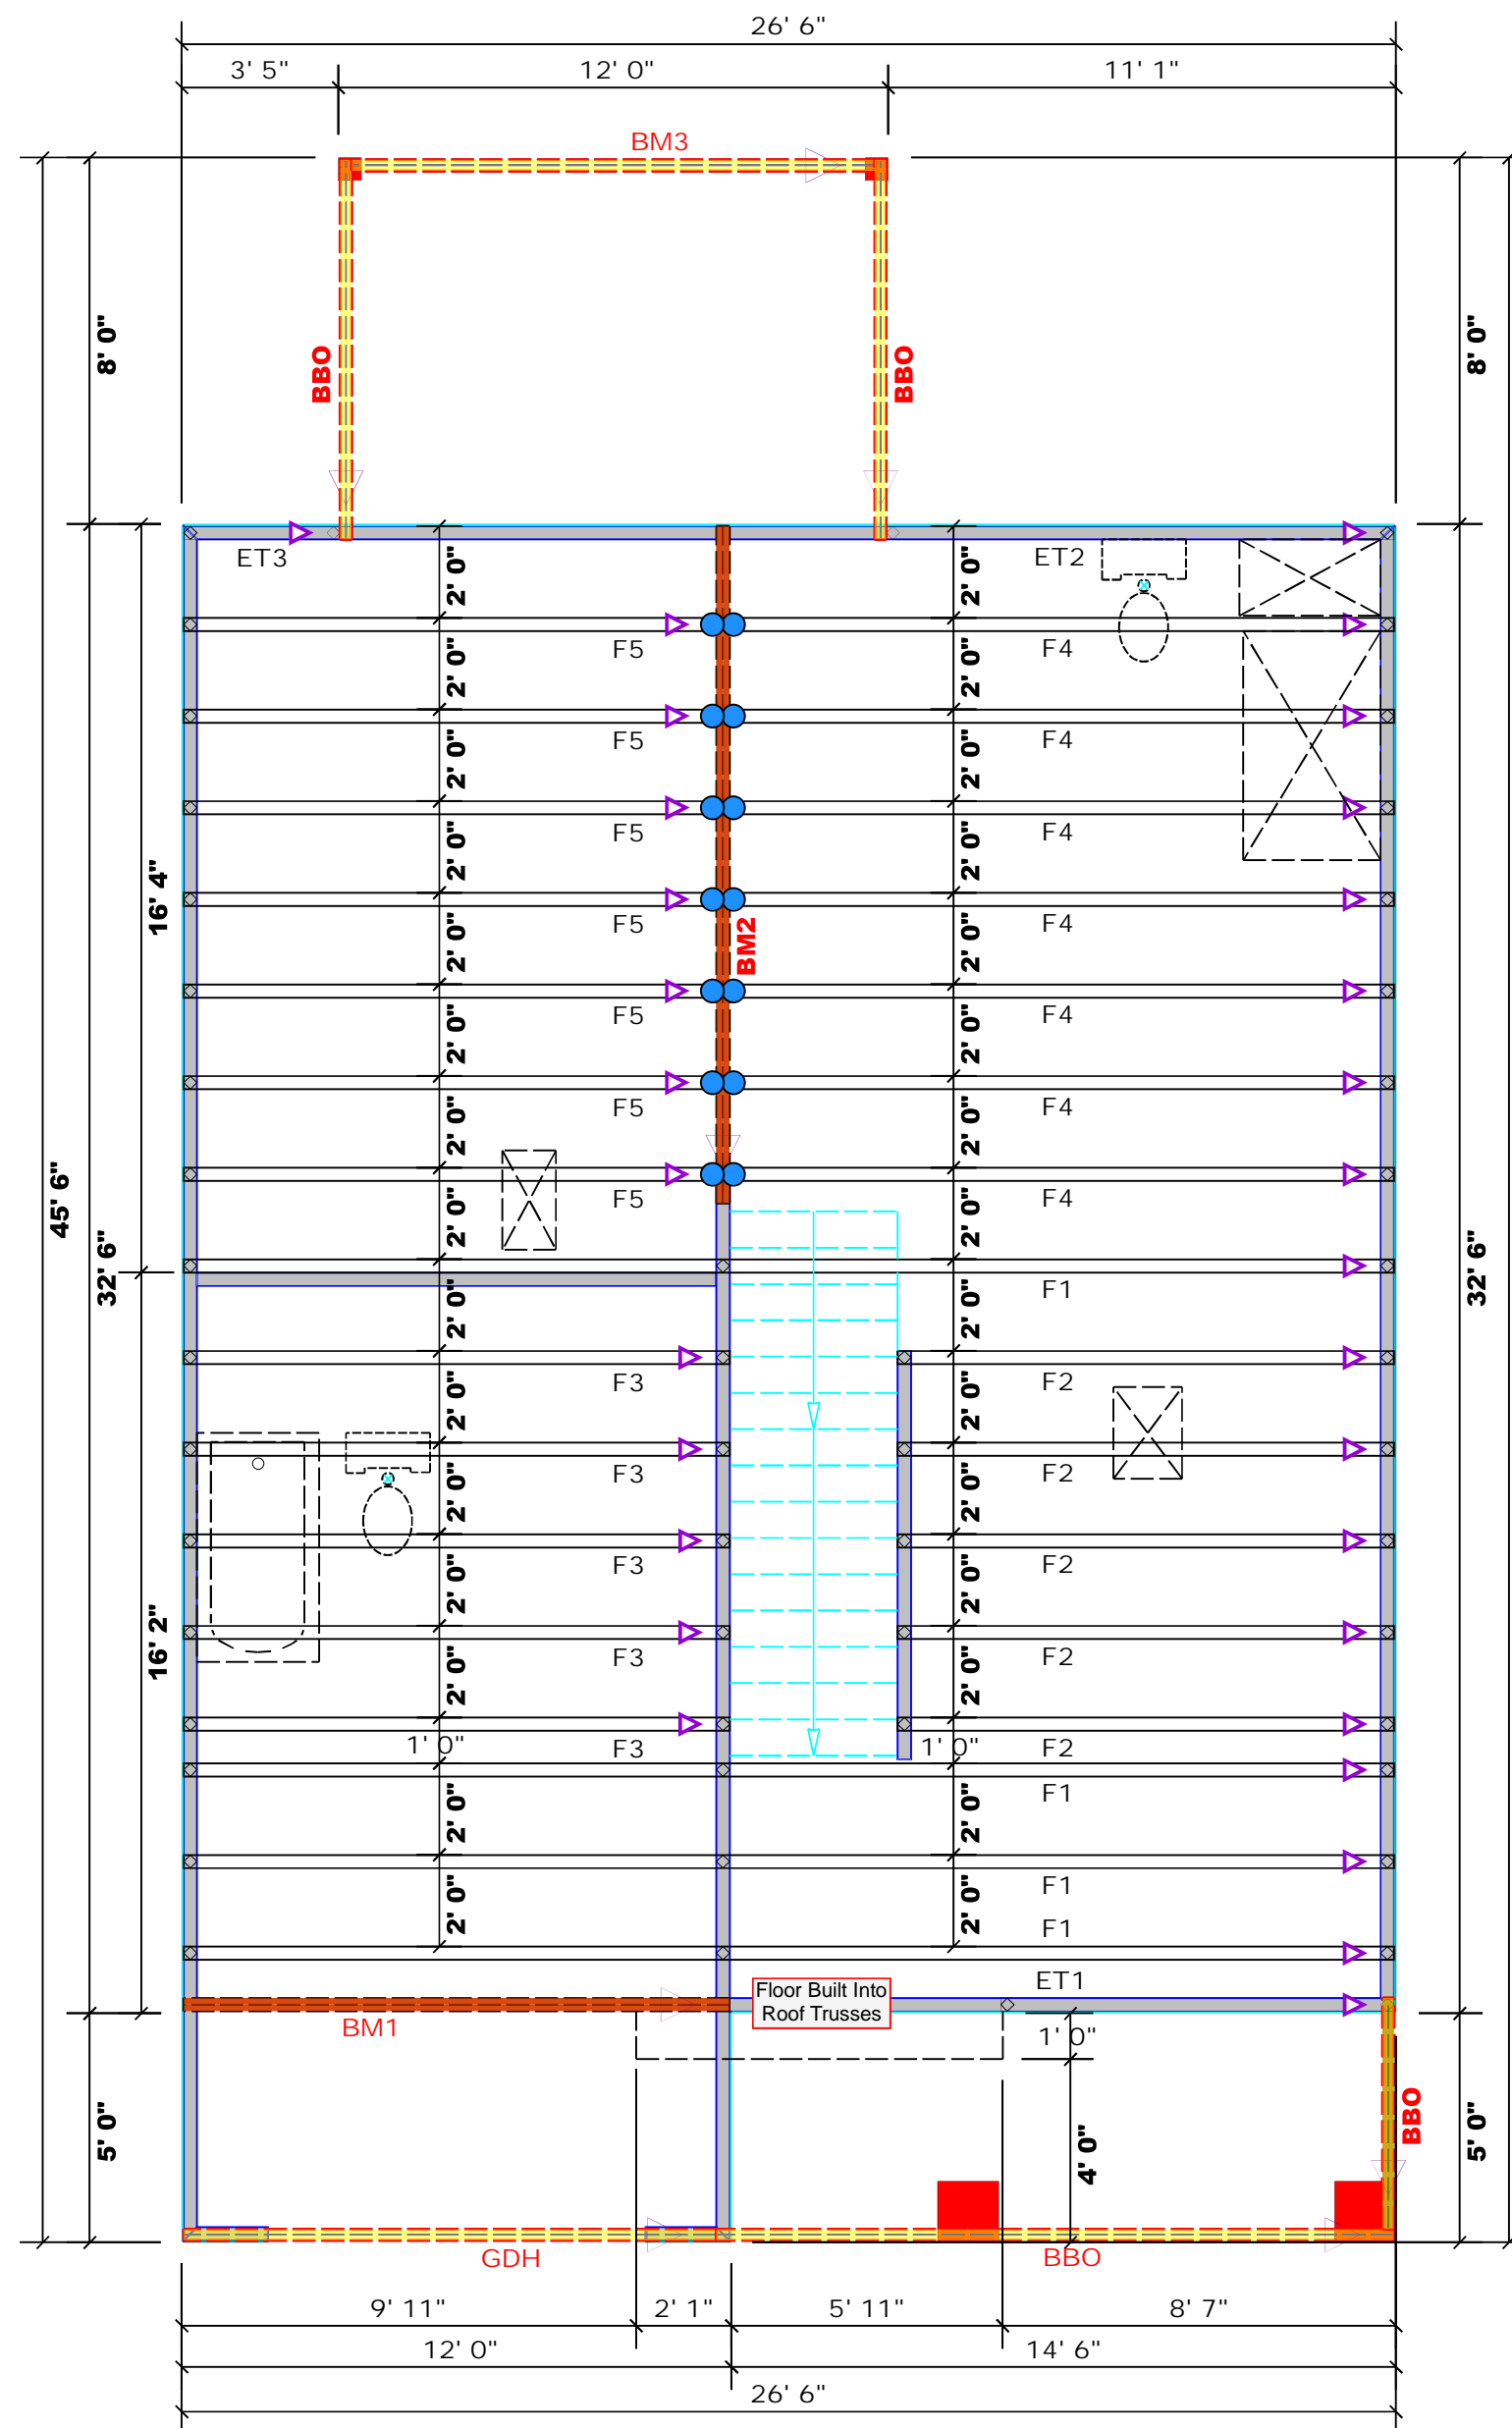 26' 6"
3' 5" 12' 0" 11' 1"
BM3
8' 0" BBO BBO 8' 0"
ET3 2' 0" 2' 0" ET2
F5 F4
2' 0" 2' 0"
F5 F4
2' 0" 2' 0"
F5 F4
2' 0" 2' 0"
16' 4"
F5 BM2 F4
2' 0" 2' 0"
F5 F4
2' 0" 2' 0"
F5 F4
2' 0" 2' 0"
45' 6"
F5 F4
2' 0" 2' 0"
32' 6" 32' 6"
F1
2' 0" 2' 0"
F3 F2
2' 0" 2' 0"
F3 F2
2' 0" 2' 0"
F3 F2
2' 0" 2' 0"
16' 2"
F3 F2
2' 0" 2' 0"
F3 F2
1' 0" 1' 0"
F1
2' 0" 2' 0"
F1
2' 0" 2' 0"
F1
ET1
Floor Built Into
Roof Trusses
BM1
1' 0"
5' 0" 4' 0" BBO 5' 0"
GDH BBO
9' 11" 2' 1" 5' 11" 8' 7"
12' 0" 14' 6"
26' 6"